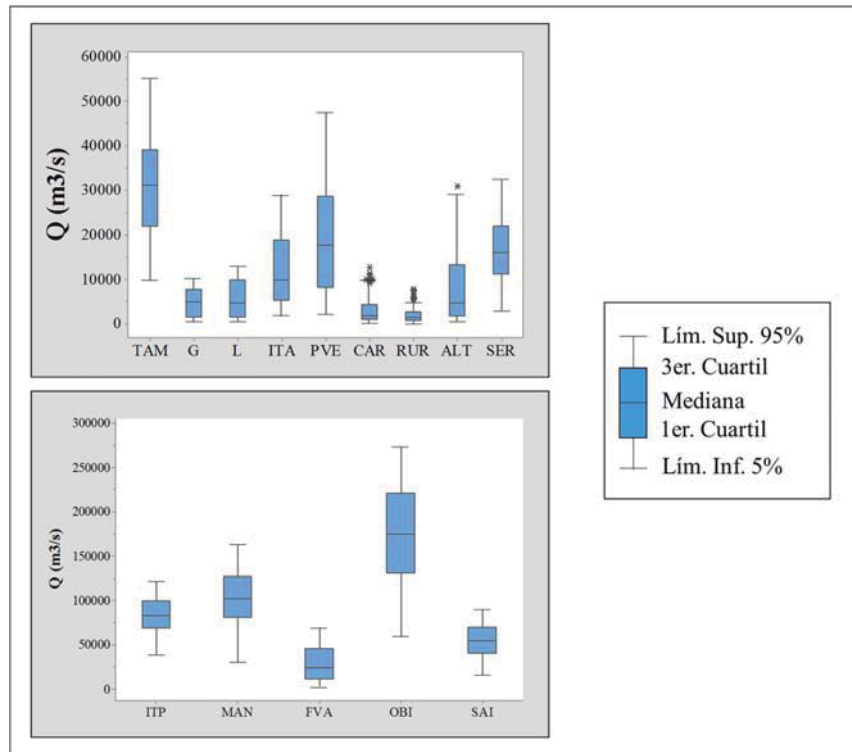 Q (m3/s)
60000
50000
40000
30000
20000
10000
0
TAM G L ITA PVE CAR RUR ALT SER
Q (m3/s)
300000
250000
200000
150000
100000
50000
0
ITP MAN FVA OBI SAI
Lím. Sup. 95%
3er. Cuartil
Mediana
1er. Cuartil
Lím. Inf. 5%